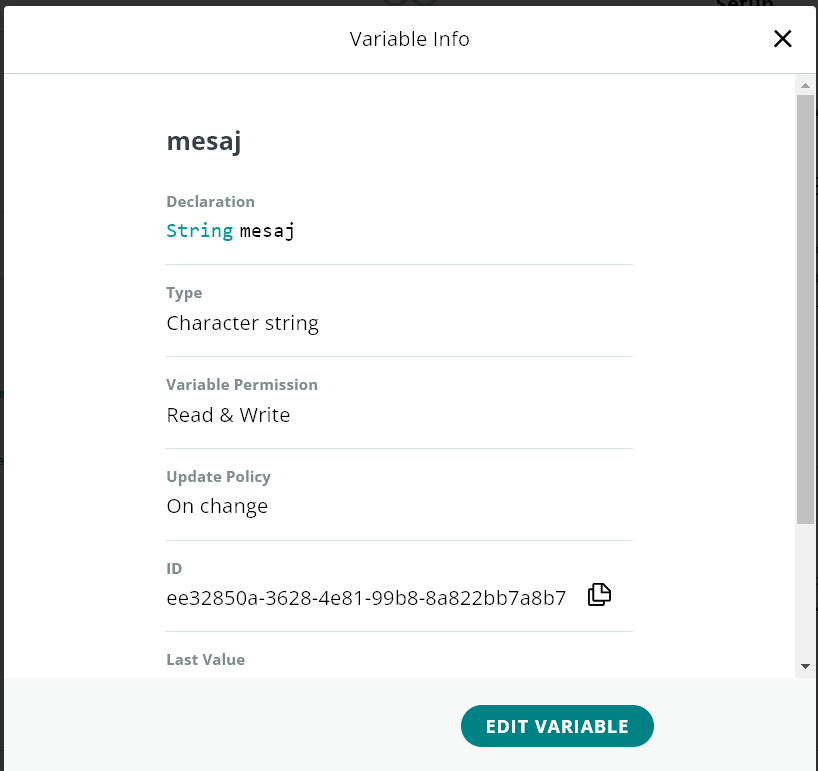 Setup
Variable Info
mesaj
Declaration
String mesaj
Type
Character string
Variable Permission
Read & Write
Update Policy
On change
ID
ee32850a-3628-4e81-99b8-8a822bb7a8b7
Last Value
EDIT VARIABLE